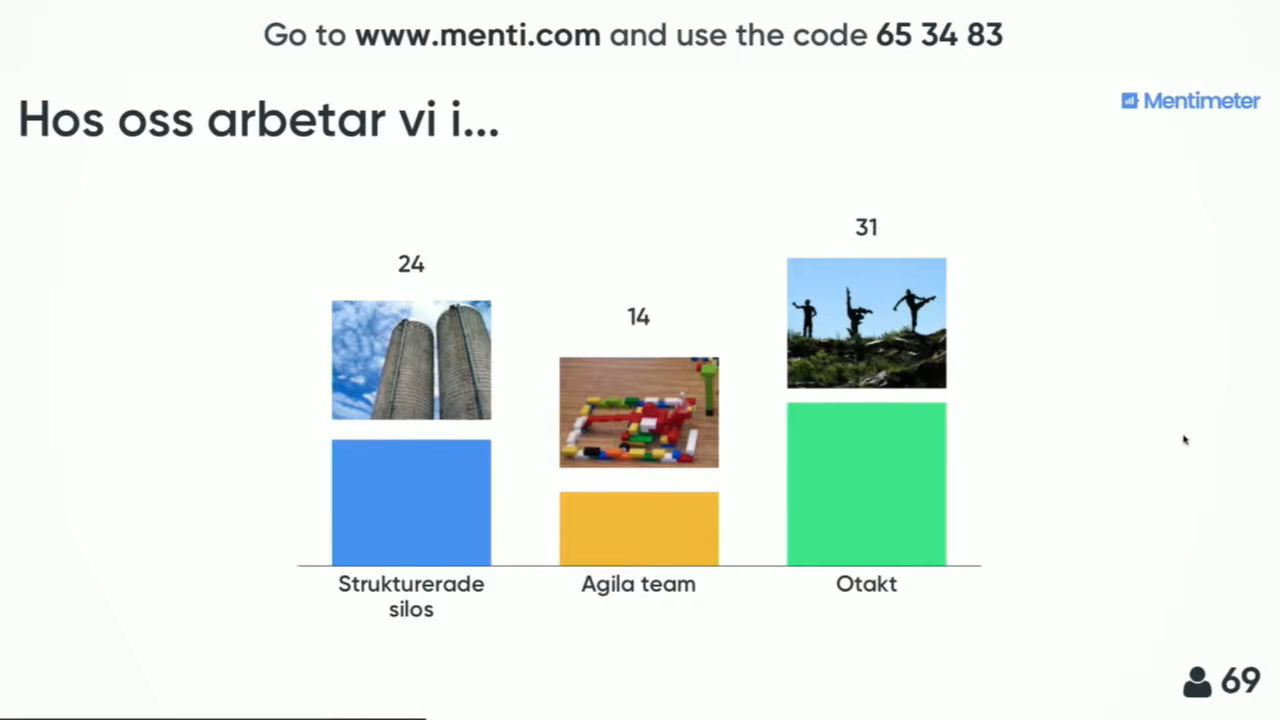 Go to www.menti.com and use the code 65 34 83
Mentimeter
Hos oss arbetar vi i...
24
14
31
Strukturerade
silos
Agila team
Otakt
69